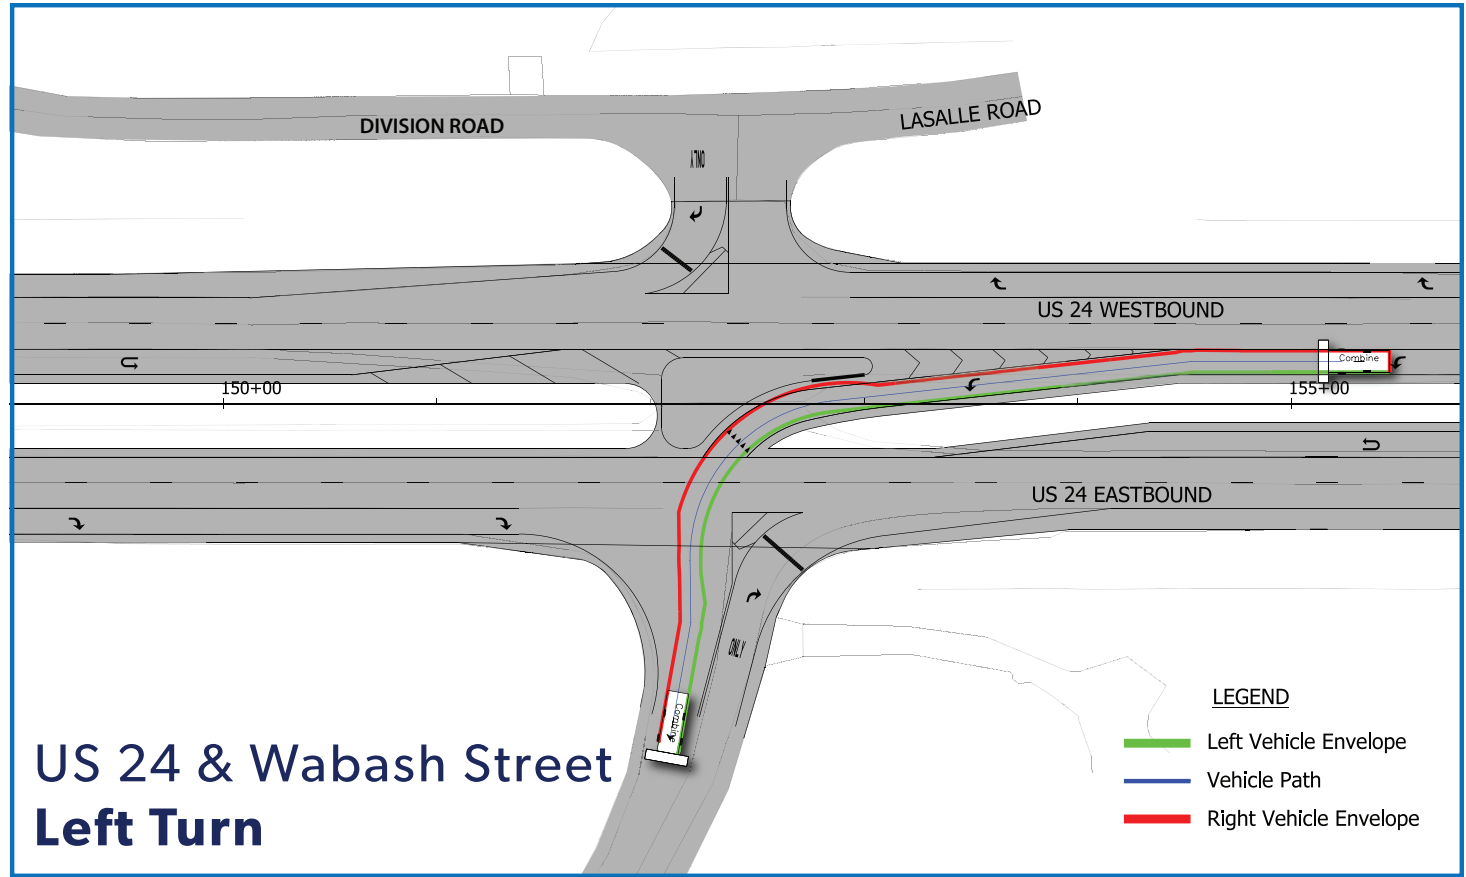 DIVISION ROAD
LASALLE ROAD
ONLY
US 24 WESTBOUND
Combine
150+00
155+00
US 24 EASTBOUND
ONLY
Combine
LEGEND
Left Vehicle Envelope
Vehicle Path
Right Vehicle Envelope
US 24 & Wabash Street
Left Turn